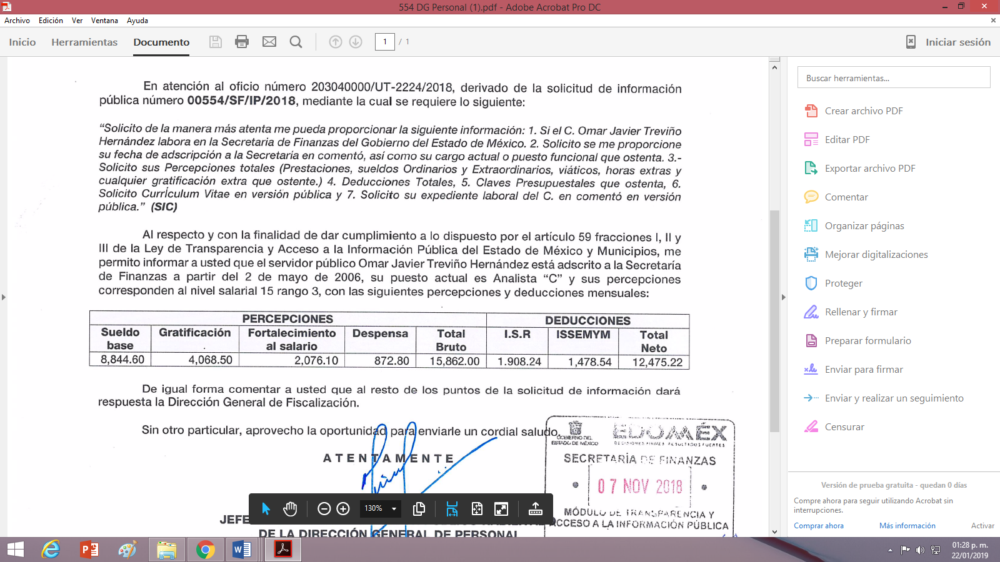 554 DG Personal (1).pdf - Adobe Acrobat Pro DC
Archivo Edición Ver Ventana Ayuda
Inicio Herramientas Documento 1 / 1 Iniciar sesión
En atención al oficio número 203040000/UT-2224/2018, derivado de la solicitud de información
pública número 00554/SF/IP/2018, mediante la cual se requiere lo siguiente:
“Solicito de la manera más atenta me pueda proporcionar la siguiente información: 1. Si el C. Omar Javier Treviño
Hernández labora en la Secretaria de Finanzas del Gobierno del Estado de México. 2. Solicito se me proporcione
su fecha de adscripción a la Secretaría en comentó, así como su cargo actual o puesto funcional que ostenta. 3.-
Solicito sus Percepciones totales (Prestaciones, sueldos Ordinarios y Extraordinarios, viáticos, horas extras y
cualquier gratificación extra que ostente.) 4. Deducciones Totales, 5. Claves Presupuestales que ostenta, 6.
Solicito Currículum Vitae en versión pública y 7. Solicito su expediente laboral del C. en comentó en versión
pública.” (SIC)
Al respecto y con la finalidad de dar cumplimiento a lo dispuesto por el artículo 59 fracciones I, II y
III de la Ley de Transparencia y Acceso a la Información Pública del Estado de México y Municipios, me
permito informar a usted que el servidor público Omar Javier Treviño Hernández está adscrito a la Secretaría
de Finanzas a partir del 2 de mayo de 2006, su puesto actual es Analista “C” y sus percepciones
corresponden al nivel salarial 15 rango 3, con las siguientes percepciones y deducciones mensuales:
PERCEPCIONES DEDUCCIONES
Sueldo base Gratificación Fortalecimiento al salario Despensa Total Bruto I.S.R ISSEMYM Total Neto
8,844.60 4,068.50 2,076.10 872.80 15,862.00 1.908.24 1,478.54 12,475.22
De igual forma comentar a usted que al resto de los puntos de la solicitud de información dará
respuesta la Dirección General de Fiscalización.
Sin otro particular, aprovecho la oportunidad para enviarle un cordial saludo.
ATENTAMENTE
JEFE
DE LA DIRECCIÓN GENERAL DE PERSONAL
GOBIERNO DEL
ESTADO DE MÉXICO
EDOMÉX
DECISIONES FIRMES, RESULTADOS FUERTES
SECRETARÍA DE FINANZAS
07 NOV 2018
MÓDULO DE TRANSPARENCIA Y
ACCESO A LA INFORMACIÓN PÚBLICA
130%
Buscar herramientas...
Crear archivo PDF
Editar PDF
Exportar archivo PDF
Comentar
Organizar páginas
Mejorar digitalizaciones
Proteger
Rellenar y firmar
Preparar formulario
Enviar para firmar
Enviar y realizar un seguimiento
Censurar
Versión de prueba gratuita - quedan 0 días
Compre ahora para seguir utilizando Acrobat sin
interrupciones.
Comprar ahora Más información Activar
01:28 p. m.
22/01/2019